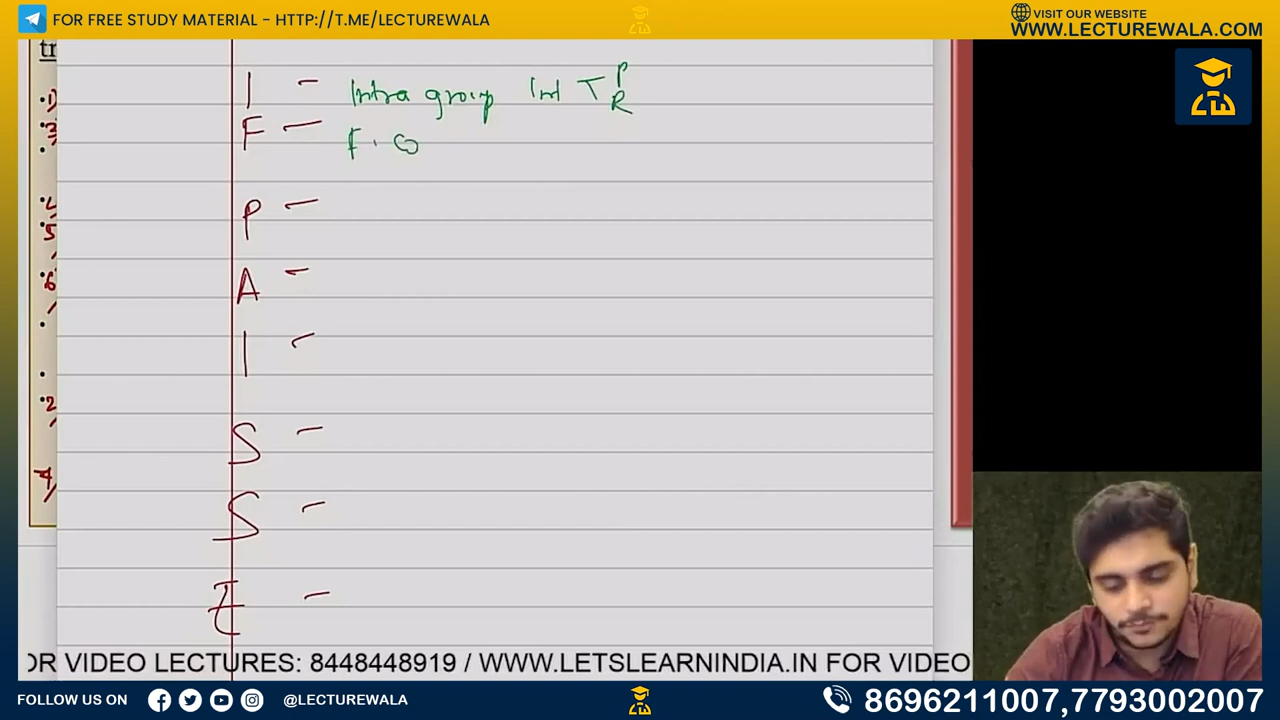 FOR FREE STUDY MATERIAL - HTTP://T.ME/LECTUREWALA
VISIT OUR WEBSITE
WWW.LECTUREWALA.COM
tr
I - Intra group Int T P R
F - F.
P -
A -
I -
S -
S -
E -
OR VIDEO LECTURES: 8448448919 / WWW.LETSLEARNINDIA.IN FOR VIDEO
FOLLOW US ON
@LECTUREWALA
8696211007,7793002007